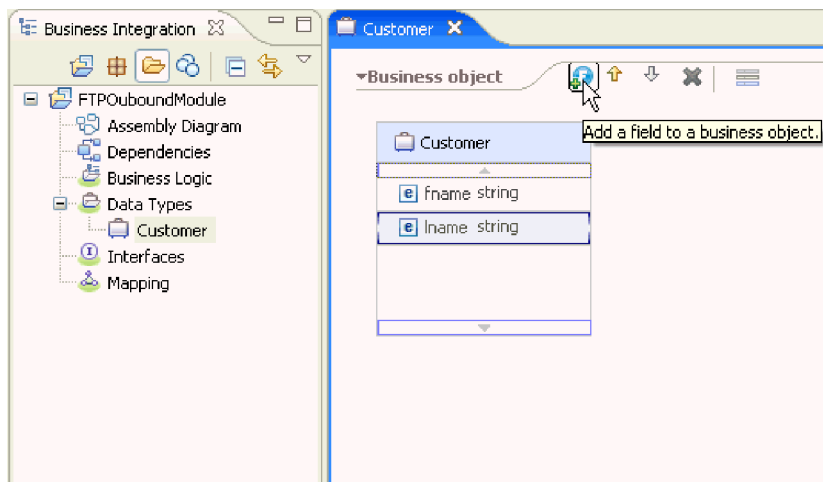 Business Integration
Customer
Business object
Add a field to a business object.
FTPOuboundModule
Assembly Diagram
Dependencies
Business Logic
Data Types
Customer
Interfaces
Mapping
Customer
fname string
lname string